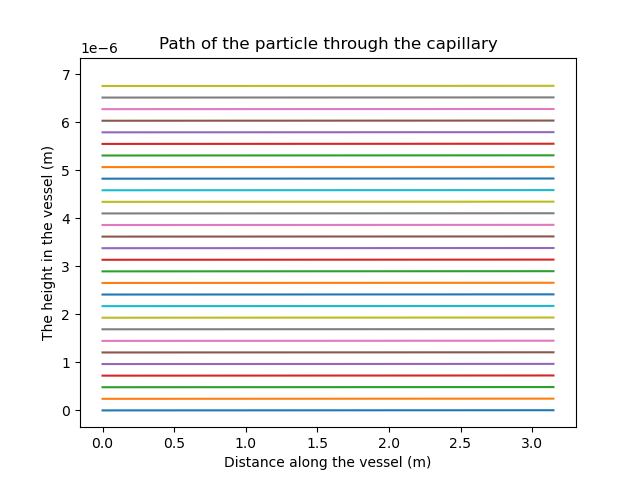 Path of the particle through the capillary
1e−6
7
6
5
4
3
2
1
0
The height in the vessel (m)
0.0 0.5 1.0 1.5 2.0 2.5 3.0
Distance along the vessel (m)